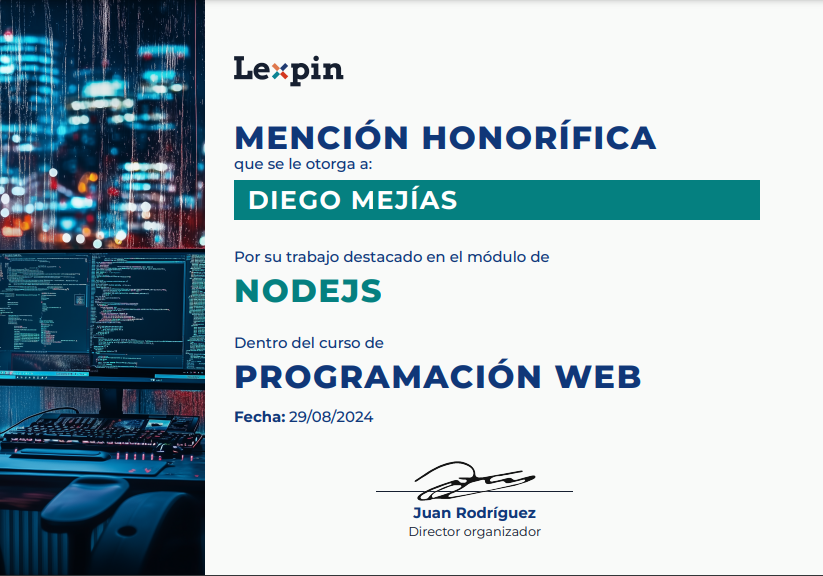 Lexpin
MENCIÓN HONORÍFICA
que se le otorga a:
DIEGO MEJÍAS
Por su trabajo destacado en el módulo de
NODEJS
Dentro del curso de
PROGRAMACIÓN WEB
Fecha: 29/08/2024
Juan Rodríguez
Director organizador